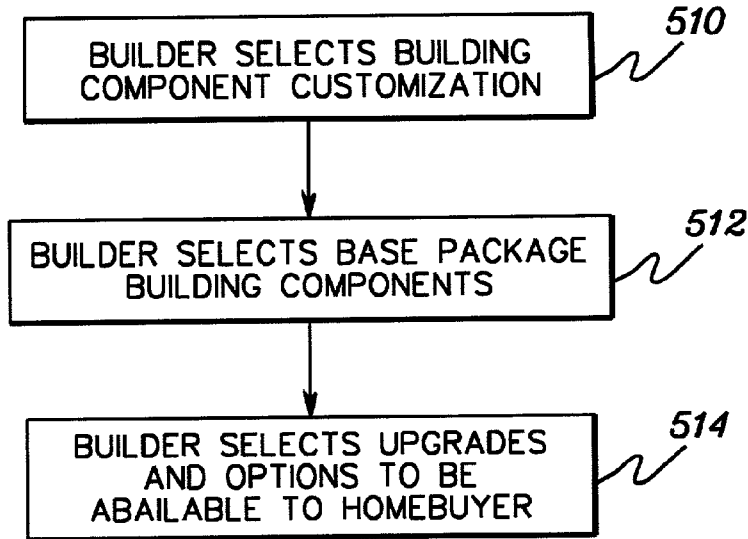 BUILDER SELECTS BUILDING
COMPONENT CUSTOMIZATION
510
BUILDER SELECTS BASE PACKAGE
BUILDING COMPONENTS
512
BUILDER SELECTS UPGRADES
AND OPTIONS TO BE
ABAILABLE TO HOMEBUYER
514